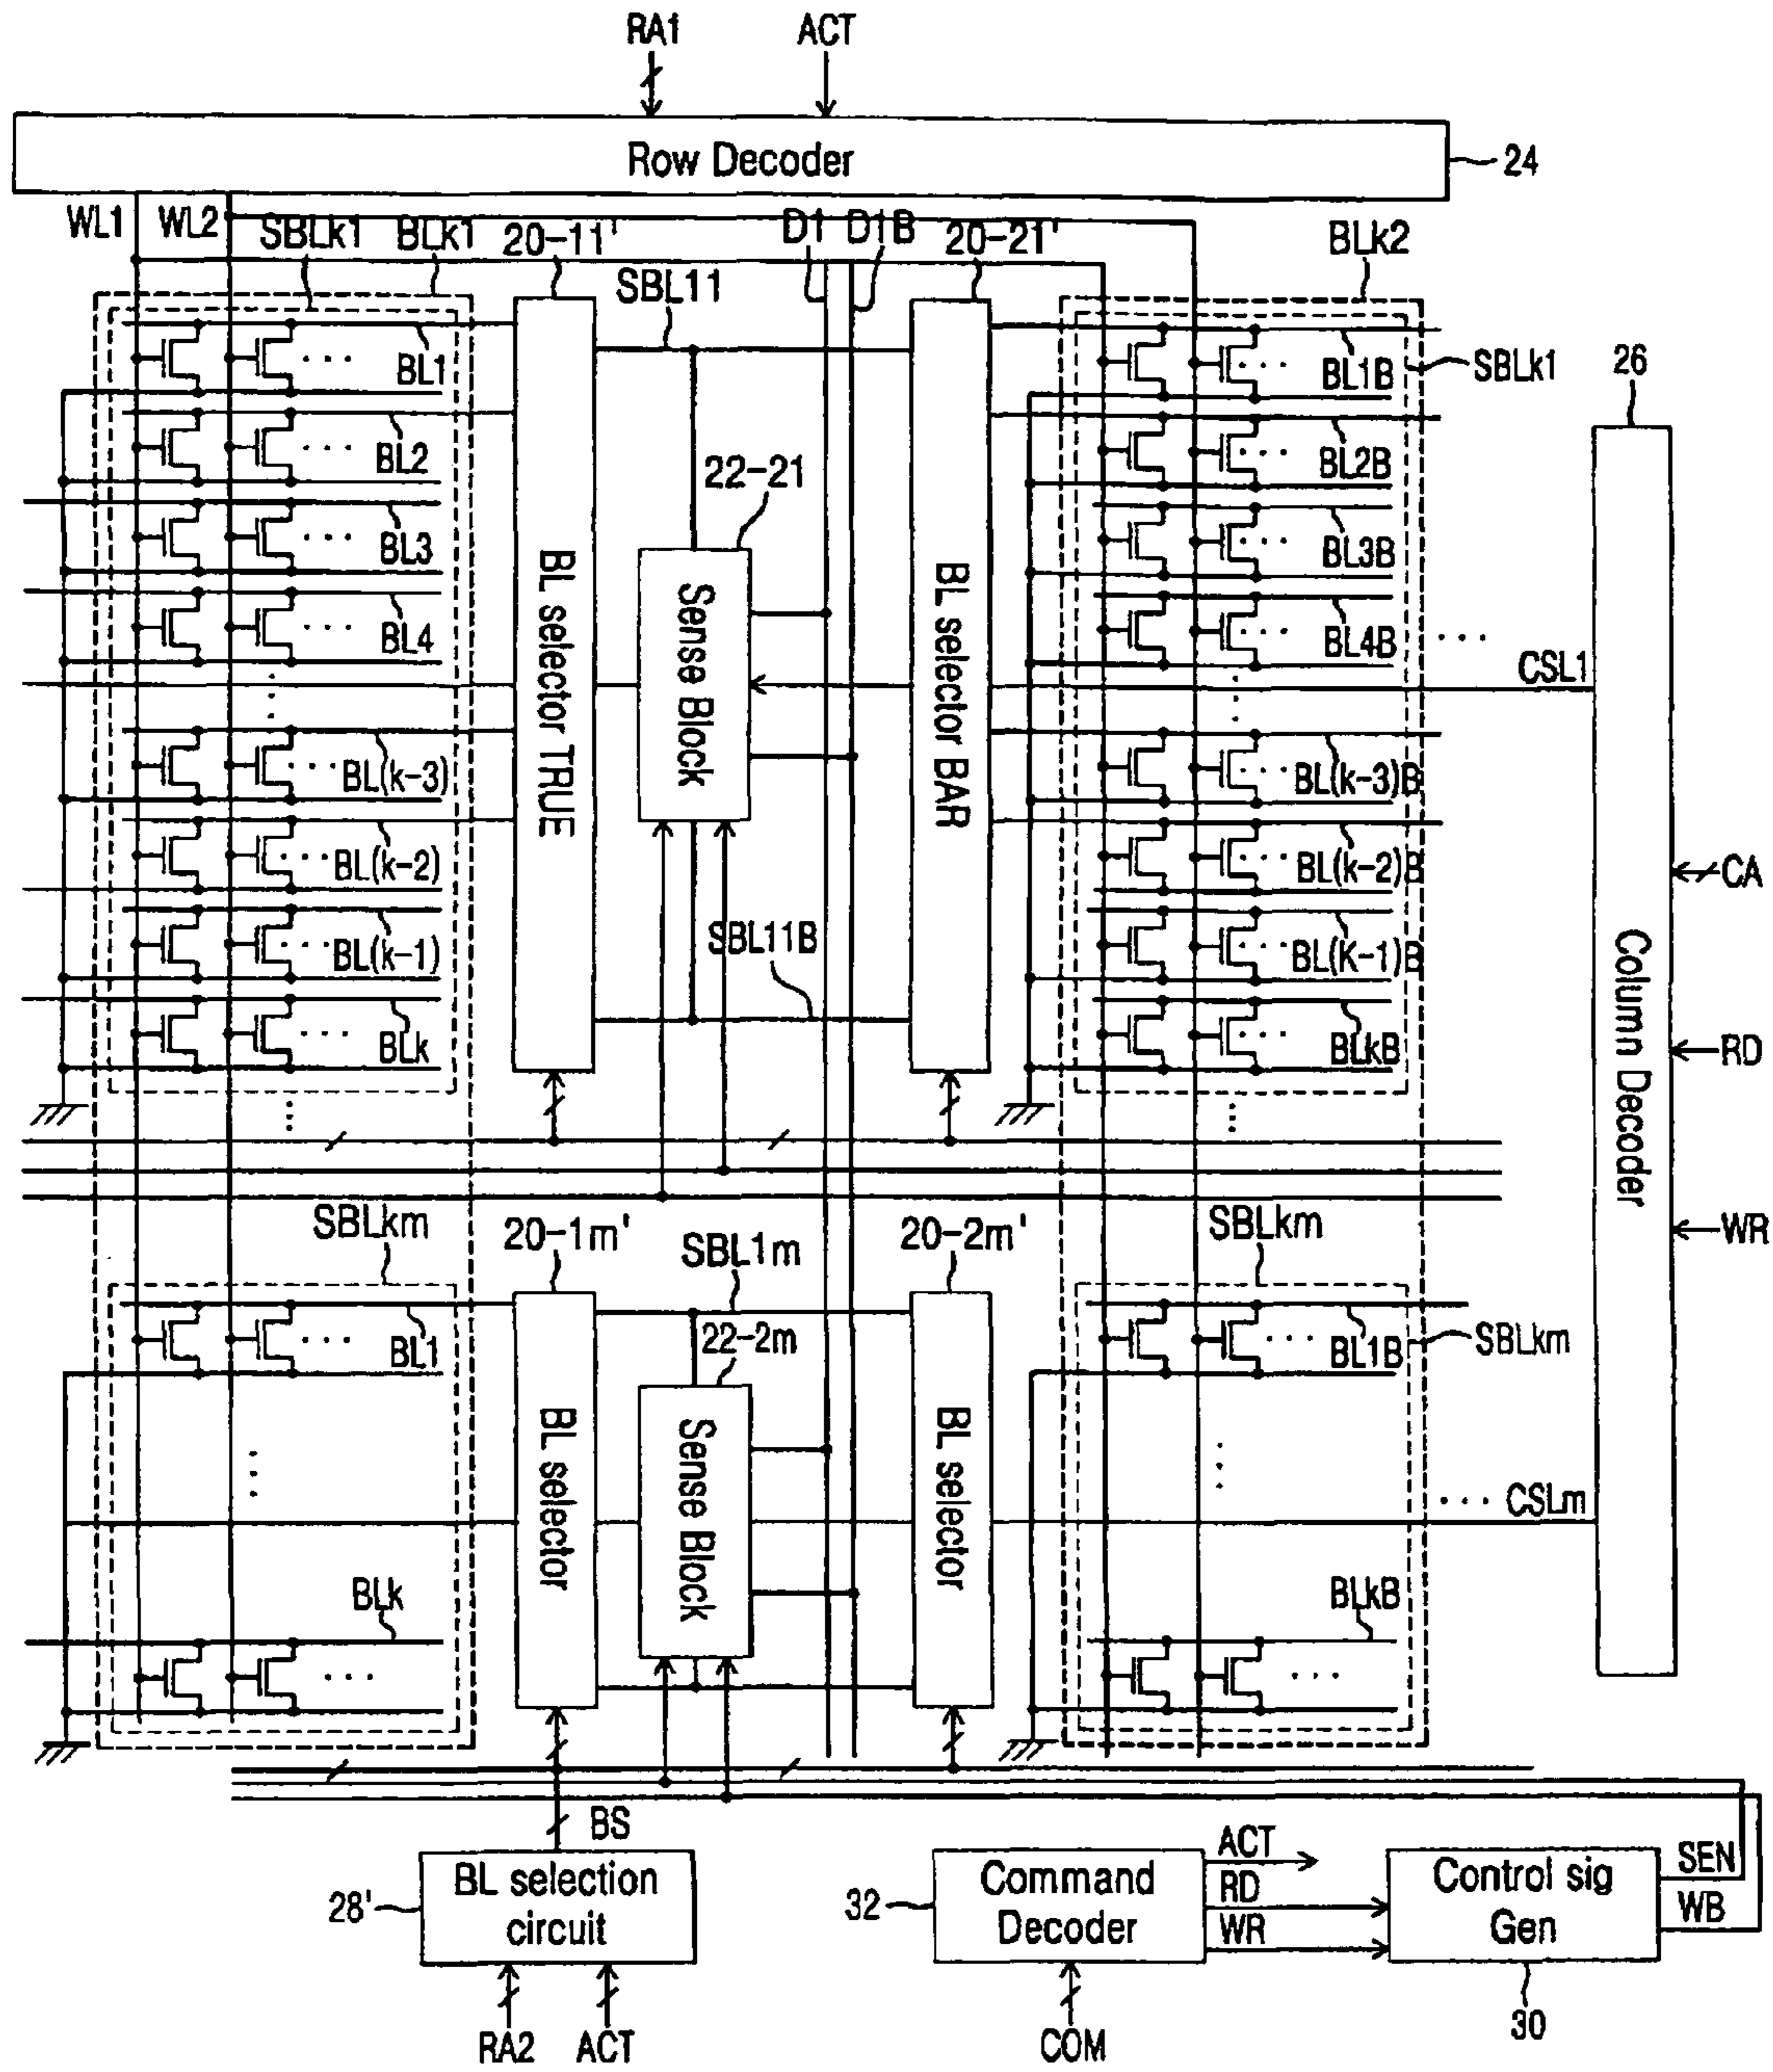 RA1 ACT
Row Decoder 24
WL1 WL2 SBLk1 BLk1 20-11' D1 D1B 20-21' BLk2
SBL11
BL1 BL1B SBLk1 26
BL2 22-21 BL2B
BL3 BL3B
BL4 BL4B
BL selector TRUE Sense Block BL selector BAR
CSL1
BL(k-3) BL(k-3)B
BL(k-2) BL(k-2)B CA
BL(k-1) SBL11B BL(K-1)B
BLk BLkB RD
Column Decoder
SBLkm 20-1m' SBL1m 20-2m' SBLkm WR
BL1 22-2m BL1B SBLkm
BL selector Sense Block BL selector
CSLm
BLk BLkB
BS
BL selection circuit 28'
RA2 ACT
32 Command Decoder
ACT
RD
WR
COM
Control sig Gen
SEN
WB
30